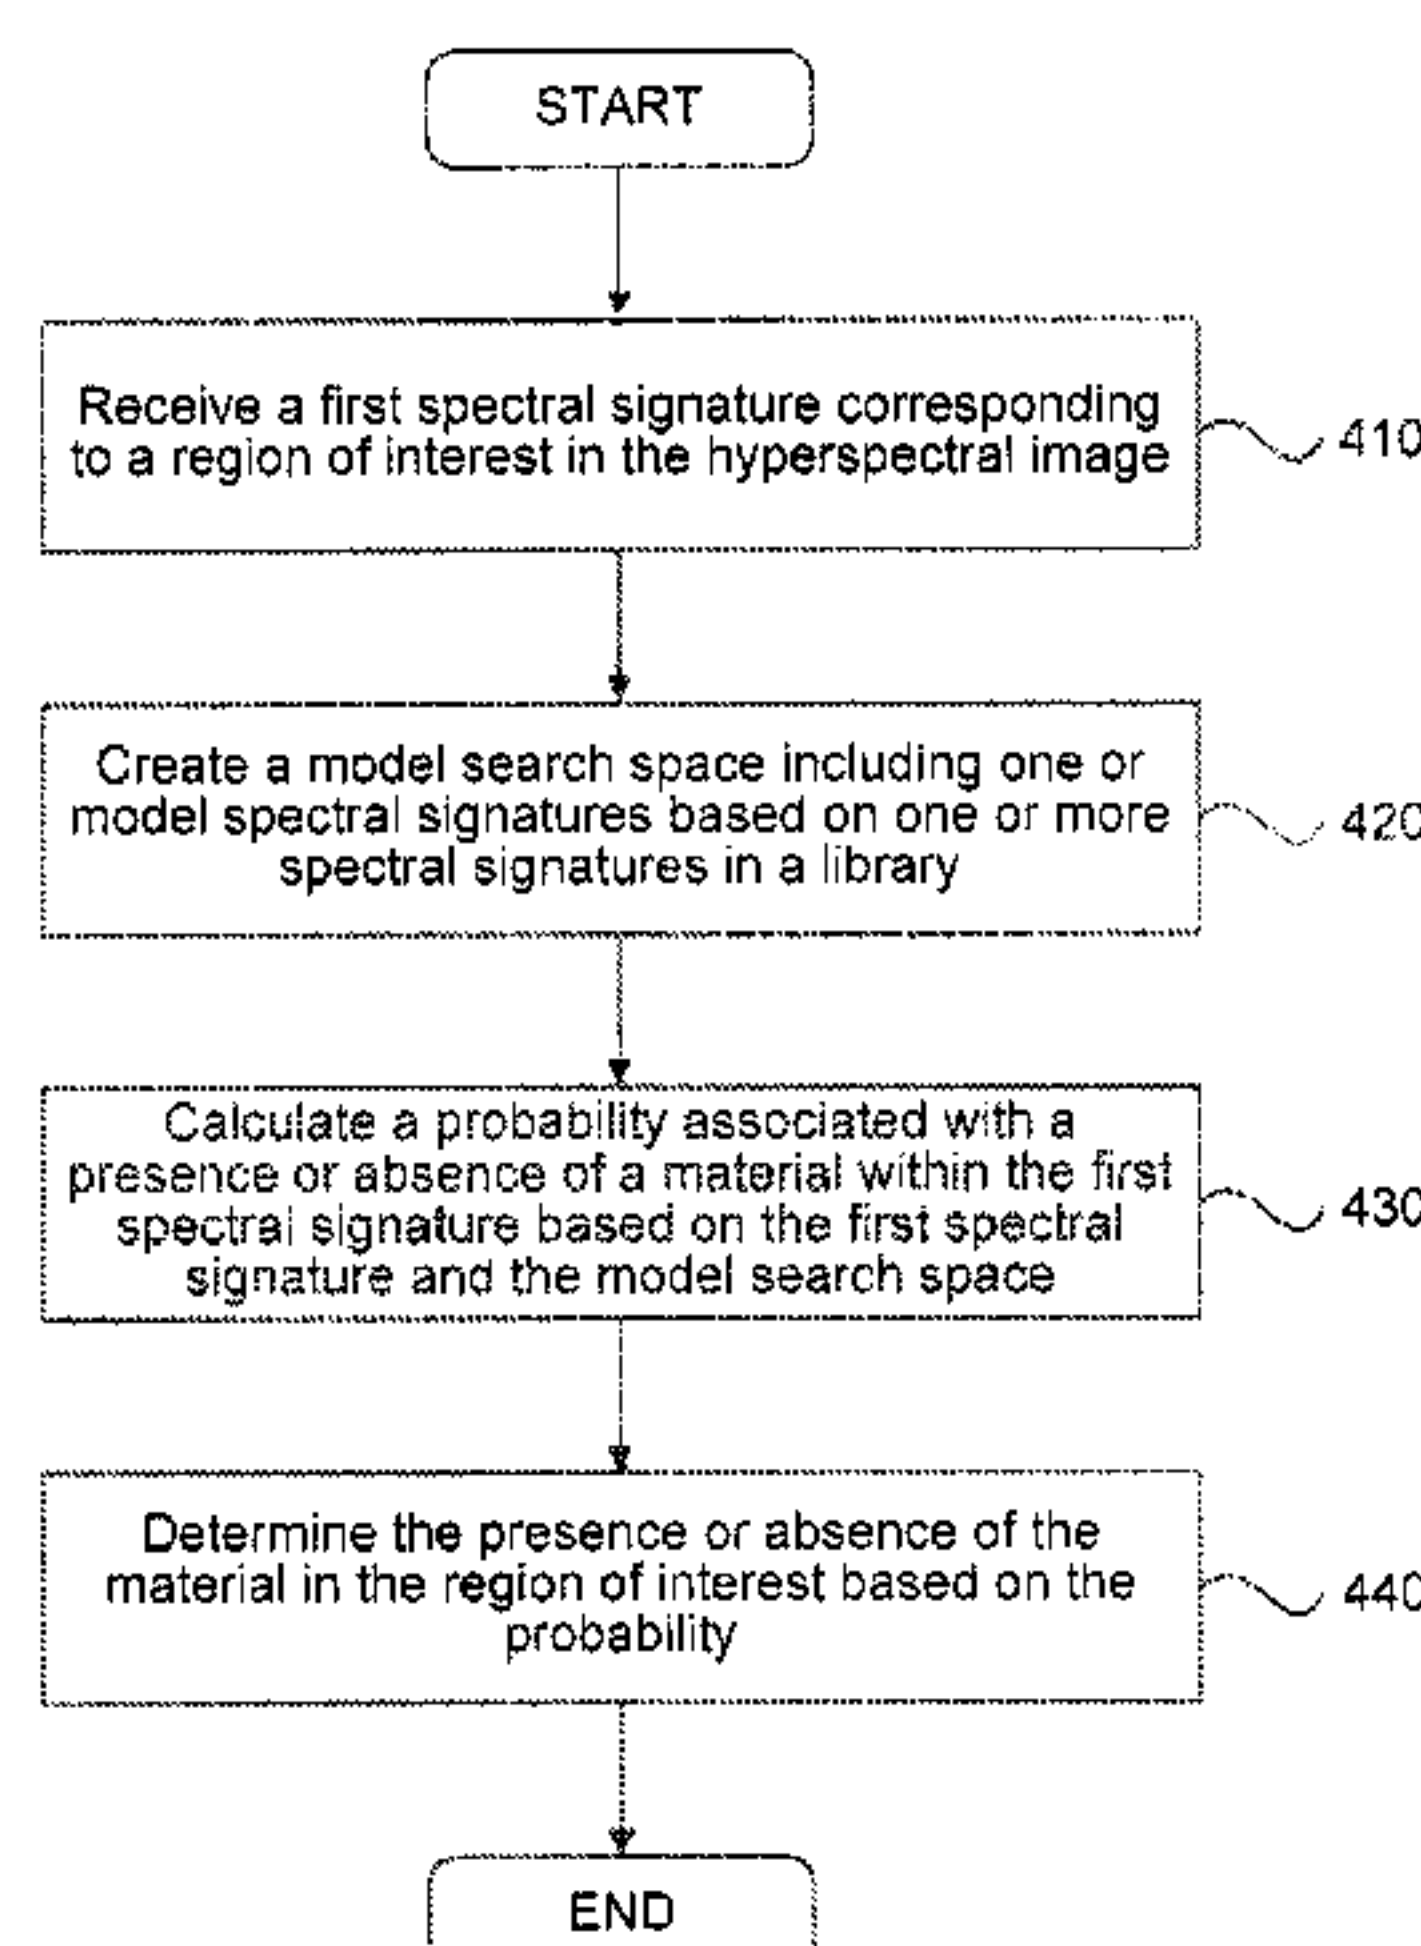 START
Receive a first spectral signature corresponding
to a region of interest in the hyperspectral image
410
Create a model search space including one or
model spectral signatures based on one or more
spectral signatures in a library
420
Calculate a probability associated with a
presence or absence of a material within the first
spectral signature based on the first spectral
signature and the model search space
430
Determine the presence or absence of the
material in the region of interest based on the
probability
440
END